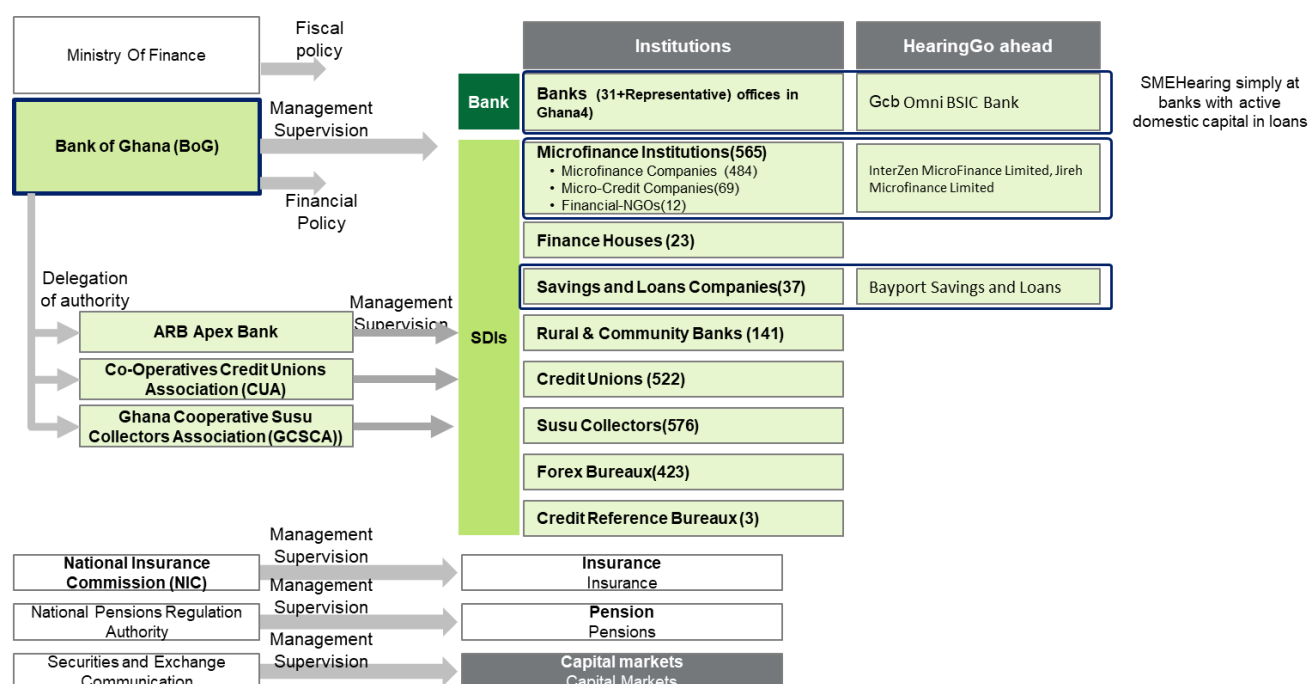 Ministry Of Finance
Fiscal
policy
Institutions
HearingGo ahead
Bank of Ghana (BoG)
Management
Supervision
Financial
Policy
Bank
Banks (31+Representative) offices in
Ghana4)
Gcb Omni BSIC Bank
SMEHearing simply at
banks with active
domestic capital in loans
SDIs
Microfinance Institutions(565)
• Microfinance Companies (484)
• Micro-Credit Companies(69)
• Financial-NGOs(12)
InterZen MicroFinance Limited, Jireh
Microfinance Limited
Finance Houses (23)
Savings and Loans Companies(37)
Bayport Savings and Loans
Rural & Community Banks (141)
Credit Unions (522)
Susu Collectors(576)
Forex Bureaux(423)
Credit Reference Bureaux (3)
Delegation
of authority
Management
Supervision
ARB Apex Bank
Co-Operatives Credit Unions
Association (CUA)
Ghana Cooperative Susu
Collectors Association (GCSCA))
National Insurance
Commission (NIC)
Management
Supervision
Insurance
Insurance
National Pensions Regulation
Authority
Management
Supervision
Pension
Pensions
Securities and Exchange
Communication
Management
Supervision
Capital markets
Capital Markets